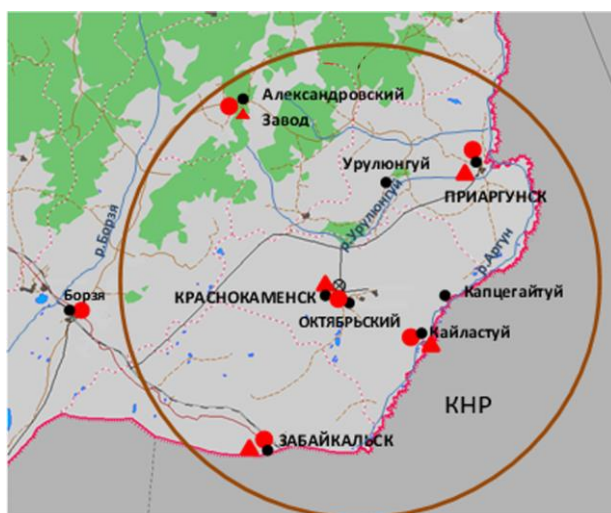 Александровский
Завод
Урулюнгуй
ПРИАРГУНСК
р.Борзя
р.Урулюнгуй
р.Аргун
Борзя
КРАСНОКАМЕНСК
Капцегайтуй
ОКТЯБРЬСКИЙ
Кайластуй
КНР
ЗАБАЙКАЛЬСК